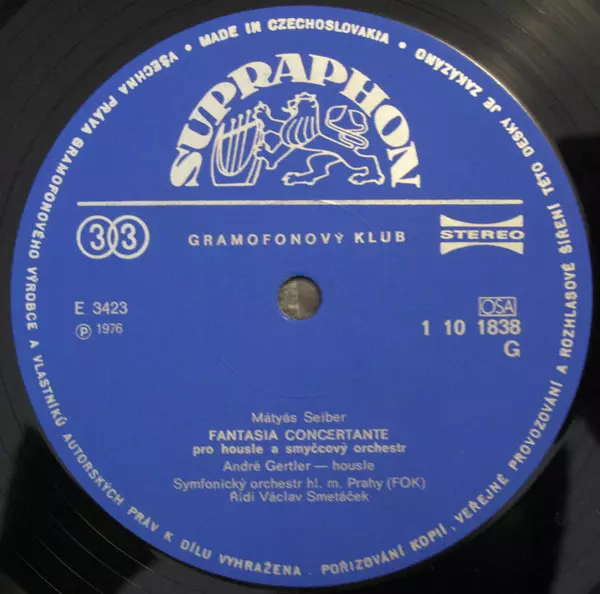 VŠECHNA PRÁVA GRAMOFONOVÉHO VÝROBCE A VLASTNÍKŮ AUTORSKÝCH PRÁV K DÍLU VYHRAŽENA. POŘIZOVÁNÍ KOPIÍ, VEŘEJNÉ PROVOZOVÁNÍ A ROZHLASOVÉ ŠÍŘENÍ TÉTO DESKY JE ZAKÁZÁNO • MADE IN CZECHOSLOVAKIA •
SUPRAPHON
33
GRAMOFONOVÝ KLUB
STEREO
E 3423
Ⓟ 1976
OSA
1 10 1838
G
Mátyás Seiber
FANTASIA CONCERTANTE
pro housle a smyčcový orchestr
André Gertler — housle
Symfonický orchestr hl. m. Prahy (FOK)
Řídí Václav Smetáček